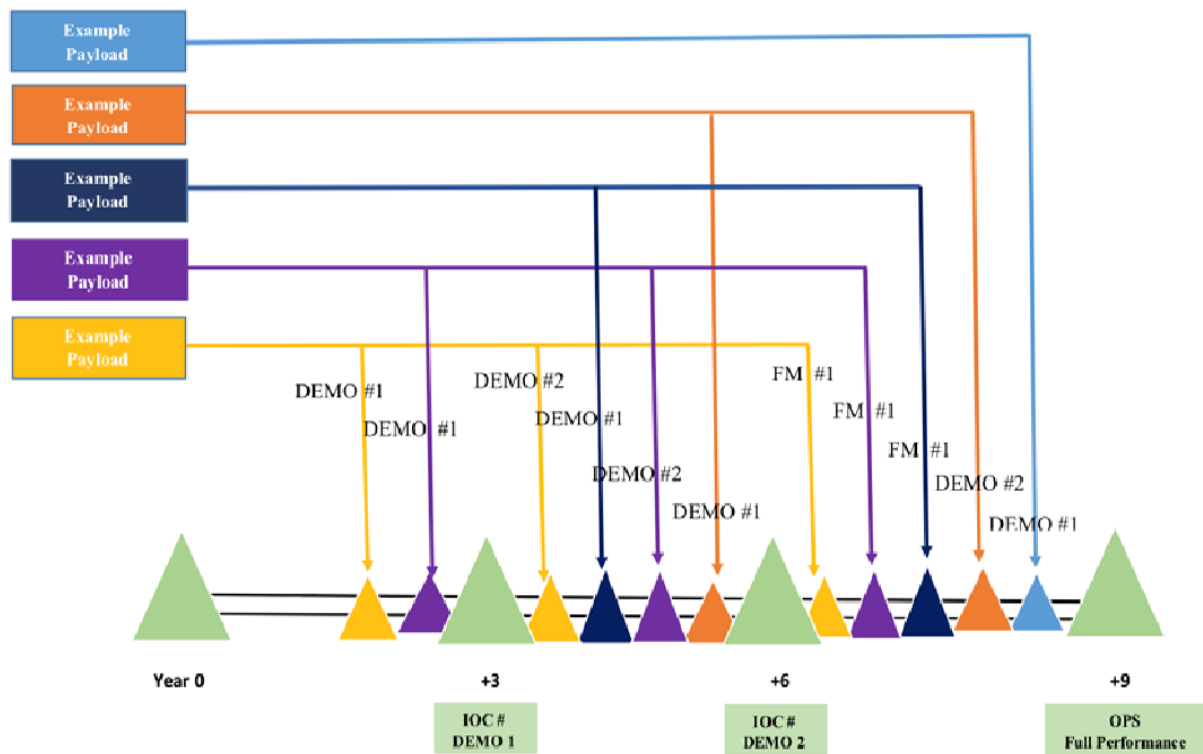 Example
Payload
Example
Payload
Example
Payload
Example
Payload
Example
Payload
DEMO #1
DEMO #2
FM #1
DEMO #1
DEMO #1
FM #1
DEMO #2
FM #1
DEMO #1
DEMO #2
DEMO #1
Year 0
+3
+6
+9
IOC #
DEMO 1
IOC #
DEMO 2
OPS
Full Performance